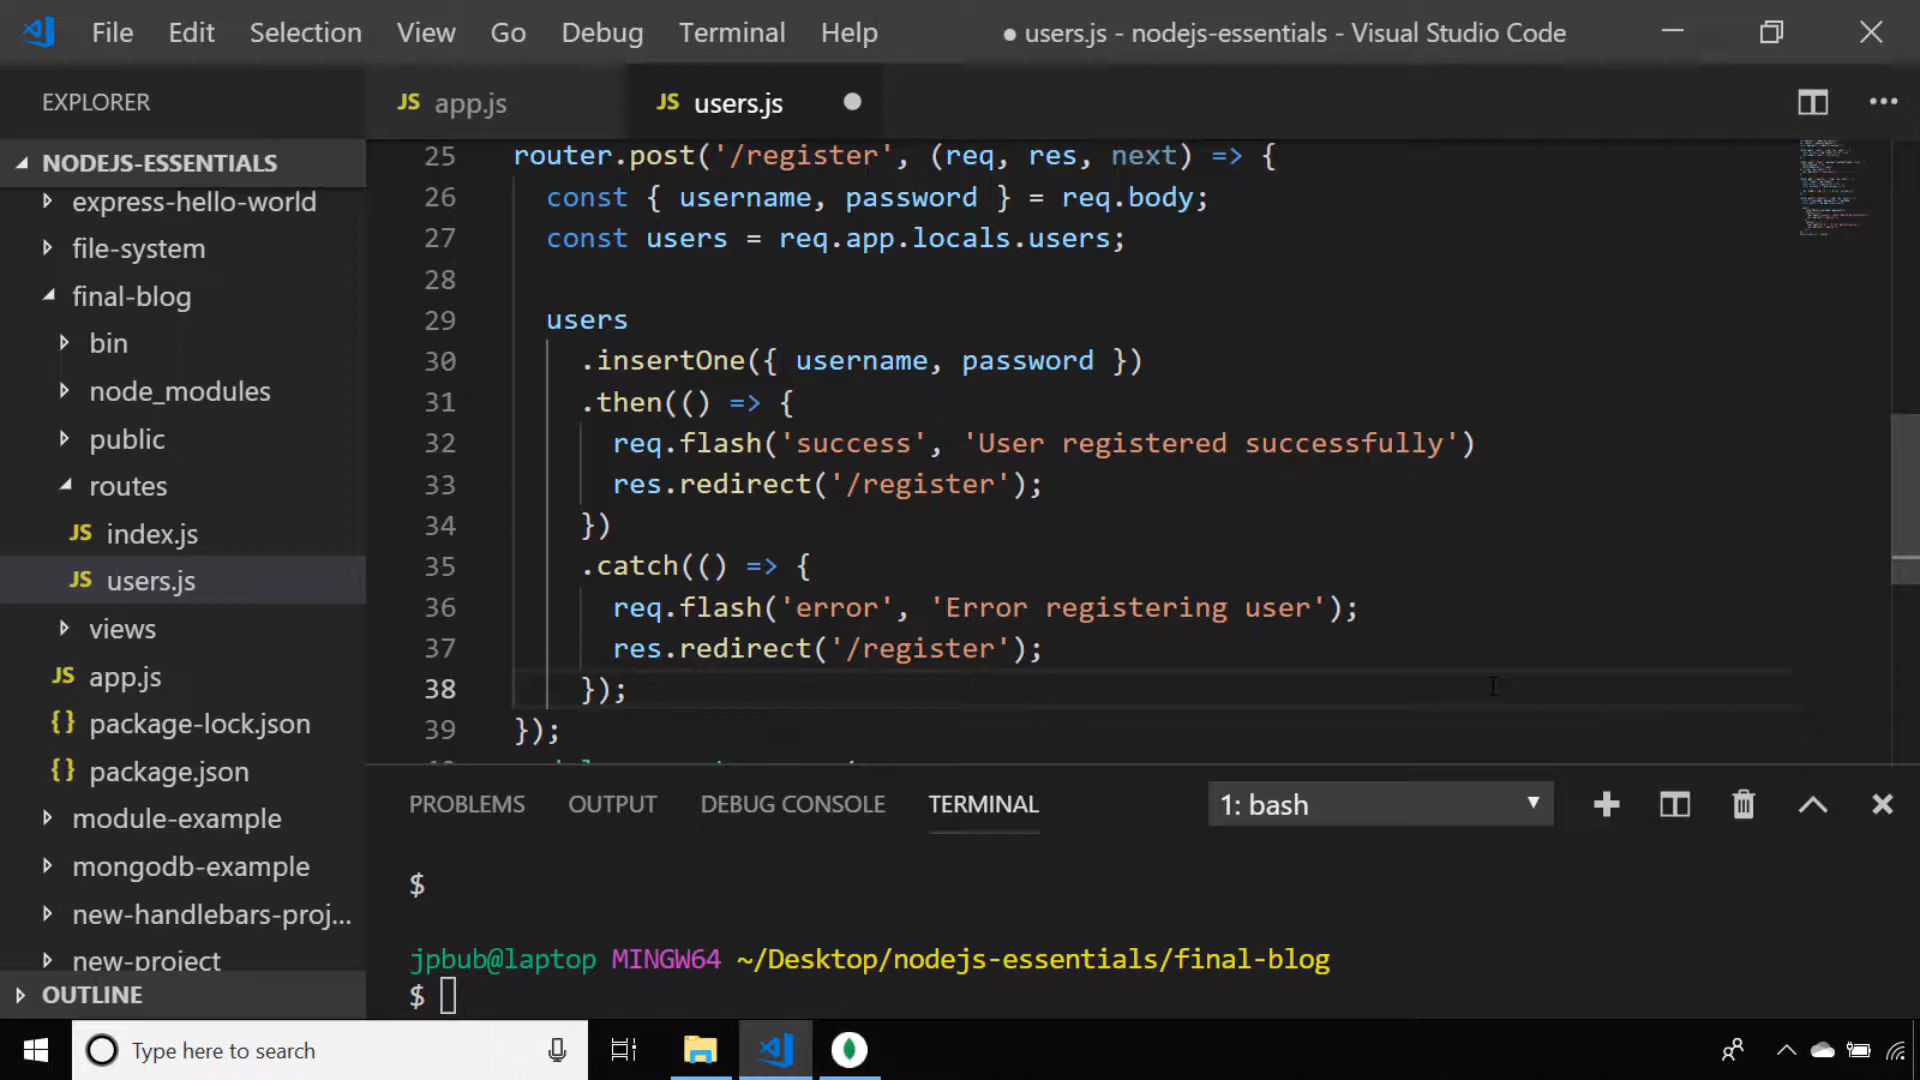 File Edit Selection View Go Debug Terminal Help ● users.js - nodejs-essentials - Visual Studio Code
EXPLORER
JS app.js
JS users.js
NODEJS-ESSENTIALS
express-hello-world
file-system
final-blog
bin
node_modules
public
routes
JS index.js
JS users.js
views
JS app.js
{} package-lock.json
{} package.json
module-example
mongodb-example
new-handlebars-proj...
new-project
OUTLINE
25 router.post('/register', (req, res, next) => {
26 const { username, password } = req.body;
27 const users = req.app.locals.users;
28
29 users
30 .insertOne({ username, password })
31 .then(() => {
32 req.flash('success', 'User registered successfully')
33 res.redirect('/register');
34 })
35 .catch(() => {
36 req.flash('error', 'Error registering user');
37 res.redirect('/register');
38 });
39 });
PROBLEMS OUTPUT DEBUG CONSOLE TERMINAL 1: bash
$
jpbub@laptop MINGW64 ~/Desktop/nodejs-essentials/final-blog
$
Type here to search